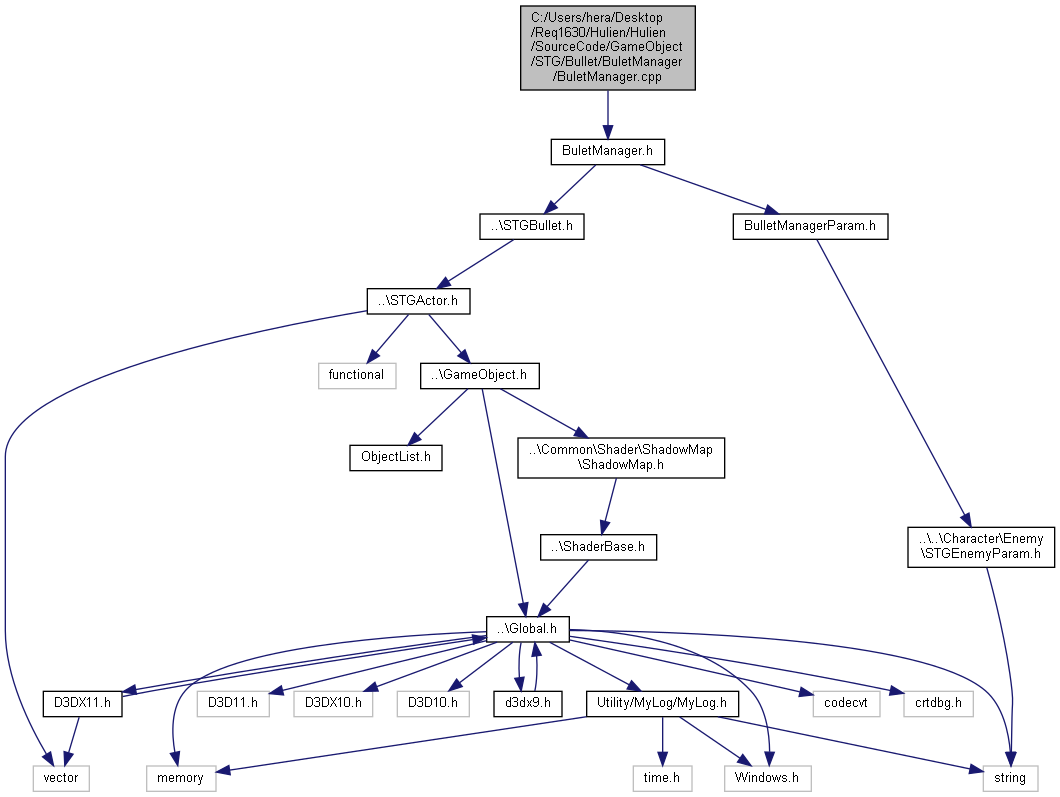 C:/Users/hera/Desktop
/Req1630/Hulien/Hulien
/SourceCode/GameObject
/STG/Bullet/BuletManager
/BuletManager.cpp
BuletManager.h
..\STGBullet.h
BulletManagerParam.h
..\STGActor.h
functional
..\GameObject.h
ObjectList.h
..\Common\Shader\ShadowMap
\ShadowMap.h
..\ShaderBase.h
..\..\Character\Enemy
\STGEnemyParam.h
..\Global.h
D3DX11.h
D3D11.h
D3DX10.h
D3D10.h
d3dx9.h
Utility/MyLog/MyLog.h
codecvt
crtdbg.h
vector
memory
time.h
Windows.h
string